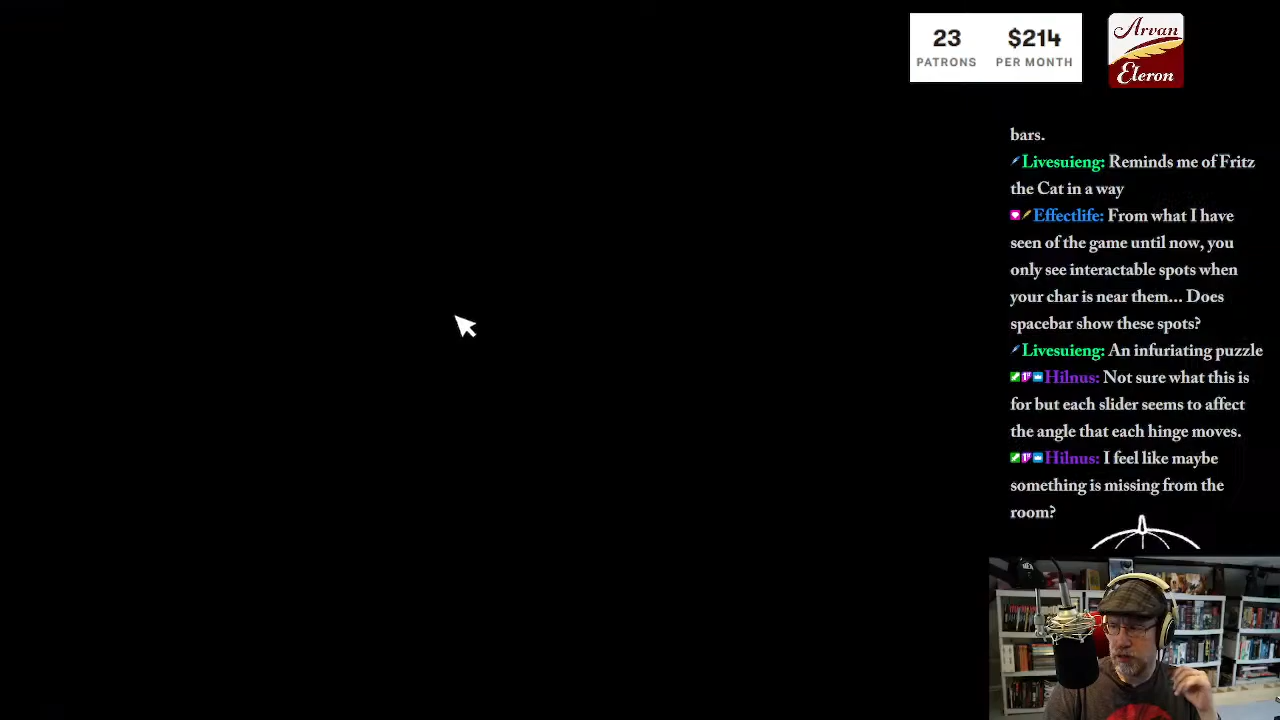 23
$214
PATRONS
PER MONTH
Arvan
Eleron
bars.
Livesuieng: Reminds me of Fritz
the Cat in a way
Effectlife: From what I have
seen of the game until now, you
only see interactable spots when
your char is near them... Does
spacebar show these spots?
Livesuieng: An infuriating puzzle
Hilnus: Not sure what this is
for but each slider seems to affect
the angle that each hinge moves.
Hilnus: I feel like maybe
something is missing from the
room?